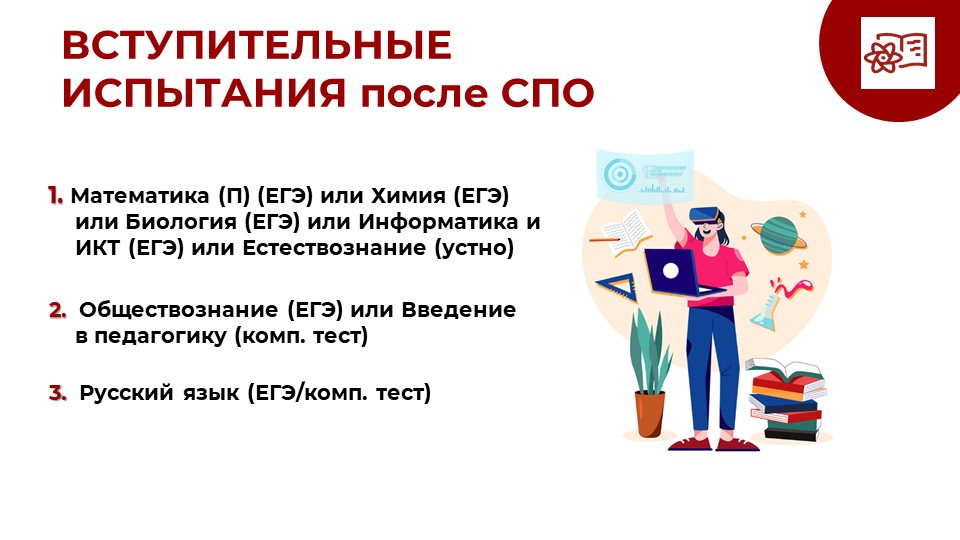 ВСТУПИТЕЛЬНЫЕ
ИСПЫТАНИЯ после СПО
1. Математика (П) (ЕГЭ) или Химия (ЕГЭ)
или Биология (ЕГЭ) или Информатика и
ИКТ (ЕГЭ) или Естествознание (устно)
2. Обществознание (ЕГЭ) или Введение
в педагогику (комп. тест)
3. Русский язык (ЕГЭ/комп. тест)